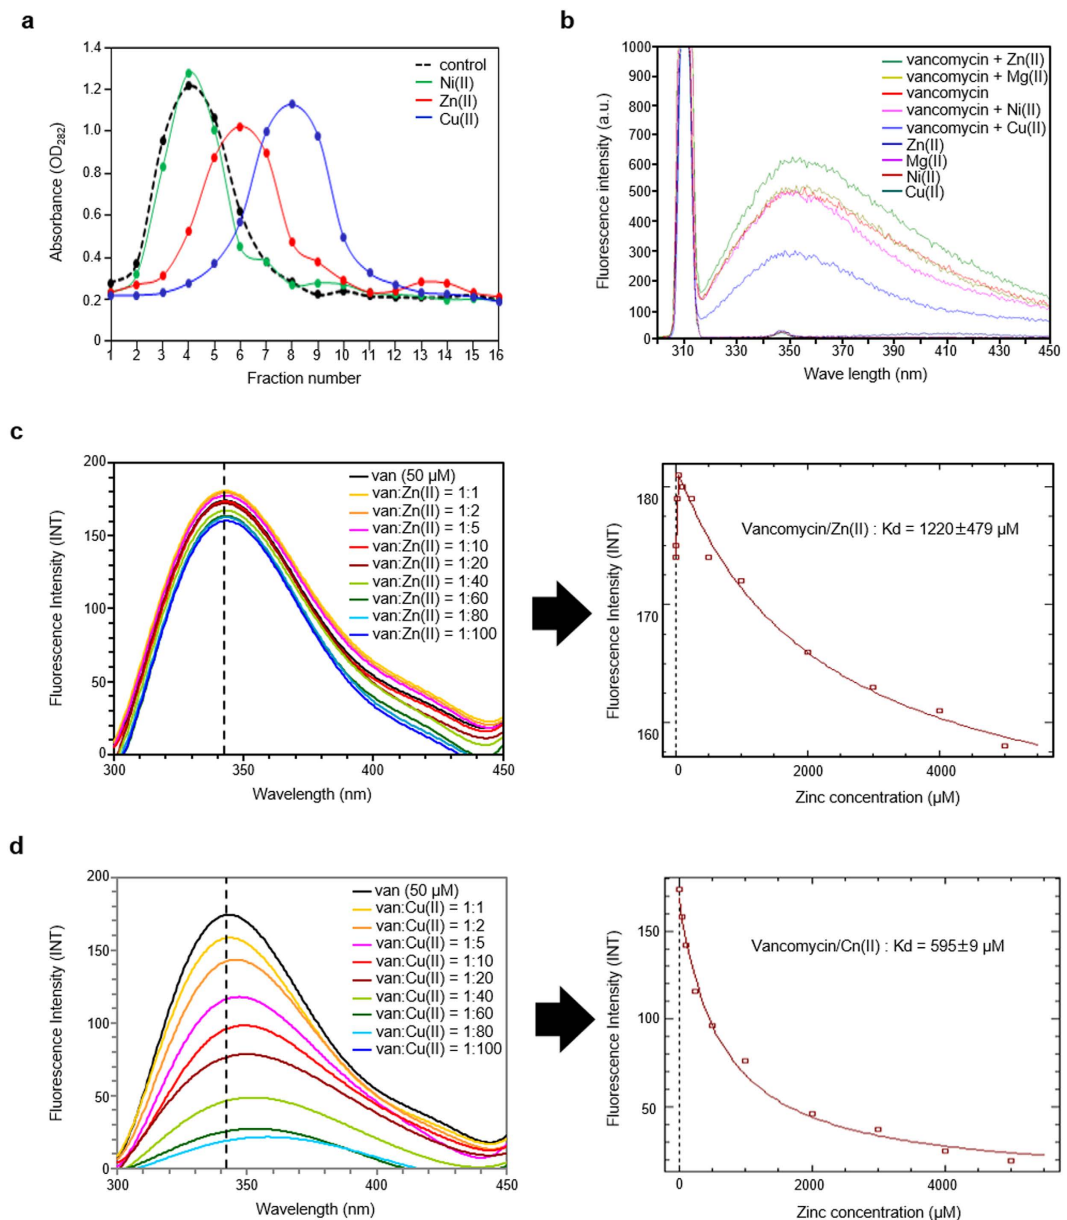 a
1.4
1.2
1.0
0.8
0.6
0.4
0.2
0
Absorbance (OD282)
control
Ni(II)
Zn(II)
Cu(II)
1 2 3 4 5 6 7 8 9 10 11 12 13 14 15 16
Fraction number
b
1000
900
800
700
600
500
400
300
200
100
0
Fluorescence intensity (a.u.)
vancomycin + Zn(II)
vancomycin + Mg(II)
vancomycin
vancomycin + Ni(II)
vancomycin + Cu(II)
Zn(II)
Mg(II)
Ni(II)
Cu(II)
310 330 350 370 390 410 430 450
Wave length (nm)
c
200
150
100
50
0
Fluorescence Intensity (INT)
van (50 µM)
van:Zn(II) = 1:1
van:Zn(II) = 1:2
van:Zn(II) = 1:5
van:Zn(II) = 1:10
van:Zn(II) = 1:20
van:Zn(II) = 1:40
van:Zn(II) = 1:60
van:Zn(II) = 1:80
van:Zn(II) = 1:100
300 350 400 450
Wavelength (nm)
180
170
160
Fluorescence Intensity (INT)
Vancomycin/Zn(II) : Kd = 1220±479 µM
0 2000 4000
Zinc concentration (µM)
d
200
150
100
50
0
Fluorescence Intensity (INT)
van (50 µM)
van:Cu(II) = 1:1
van:Cu(II) = 1:2
van:Cu(II) = 1:5
van:Cu(II) = 1:10
van:Cu(II) = 1:20
van:Cu(II) = 1:40
van:Cu(II) = 1:60
van:Cu(II) = 1:80
van:Cu(II) = 1:100
300 350 400 450
Wavelength (nm)
150
100
50
Fluorescence Intensity (INT)
Vancomycin/Cn(II) : Kd = 595±9 µM
0 2000 4000
Zinc concentration (µM)